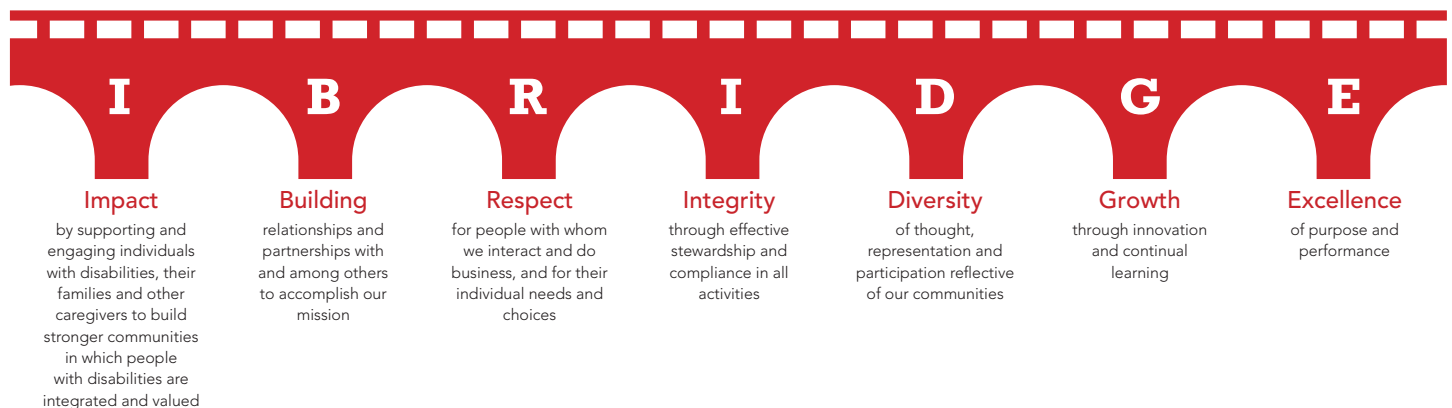 I B R I D G E
Impact
by supporting and
engaging individuals
with disabilities, their
families and other
caregivers to build
stronger communities
in which people
with disabilities are
integrated and valued
Building
relationships and
partnerships with
and among others
to accomplish our
mission
Respect
for people with whom
we interact and do
business, and for their
individual needs and
choices
Integrity
through effective
stewardship and
compliance in all
activities
Diversity
of thought,
representation and
participation reflective
of our communities
Growth
through innovation
and continual
learning
Excellence
of purpose and
performance